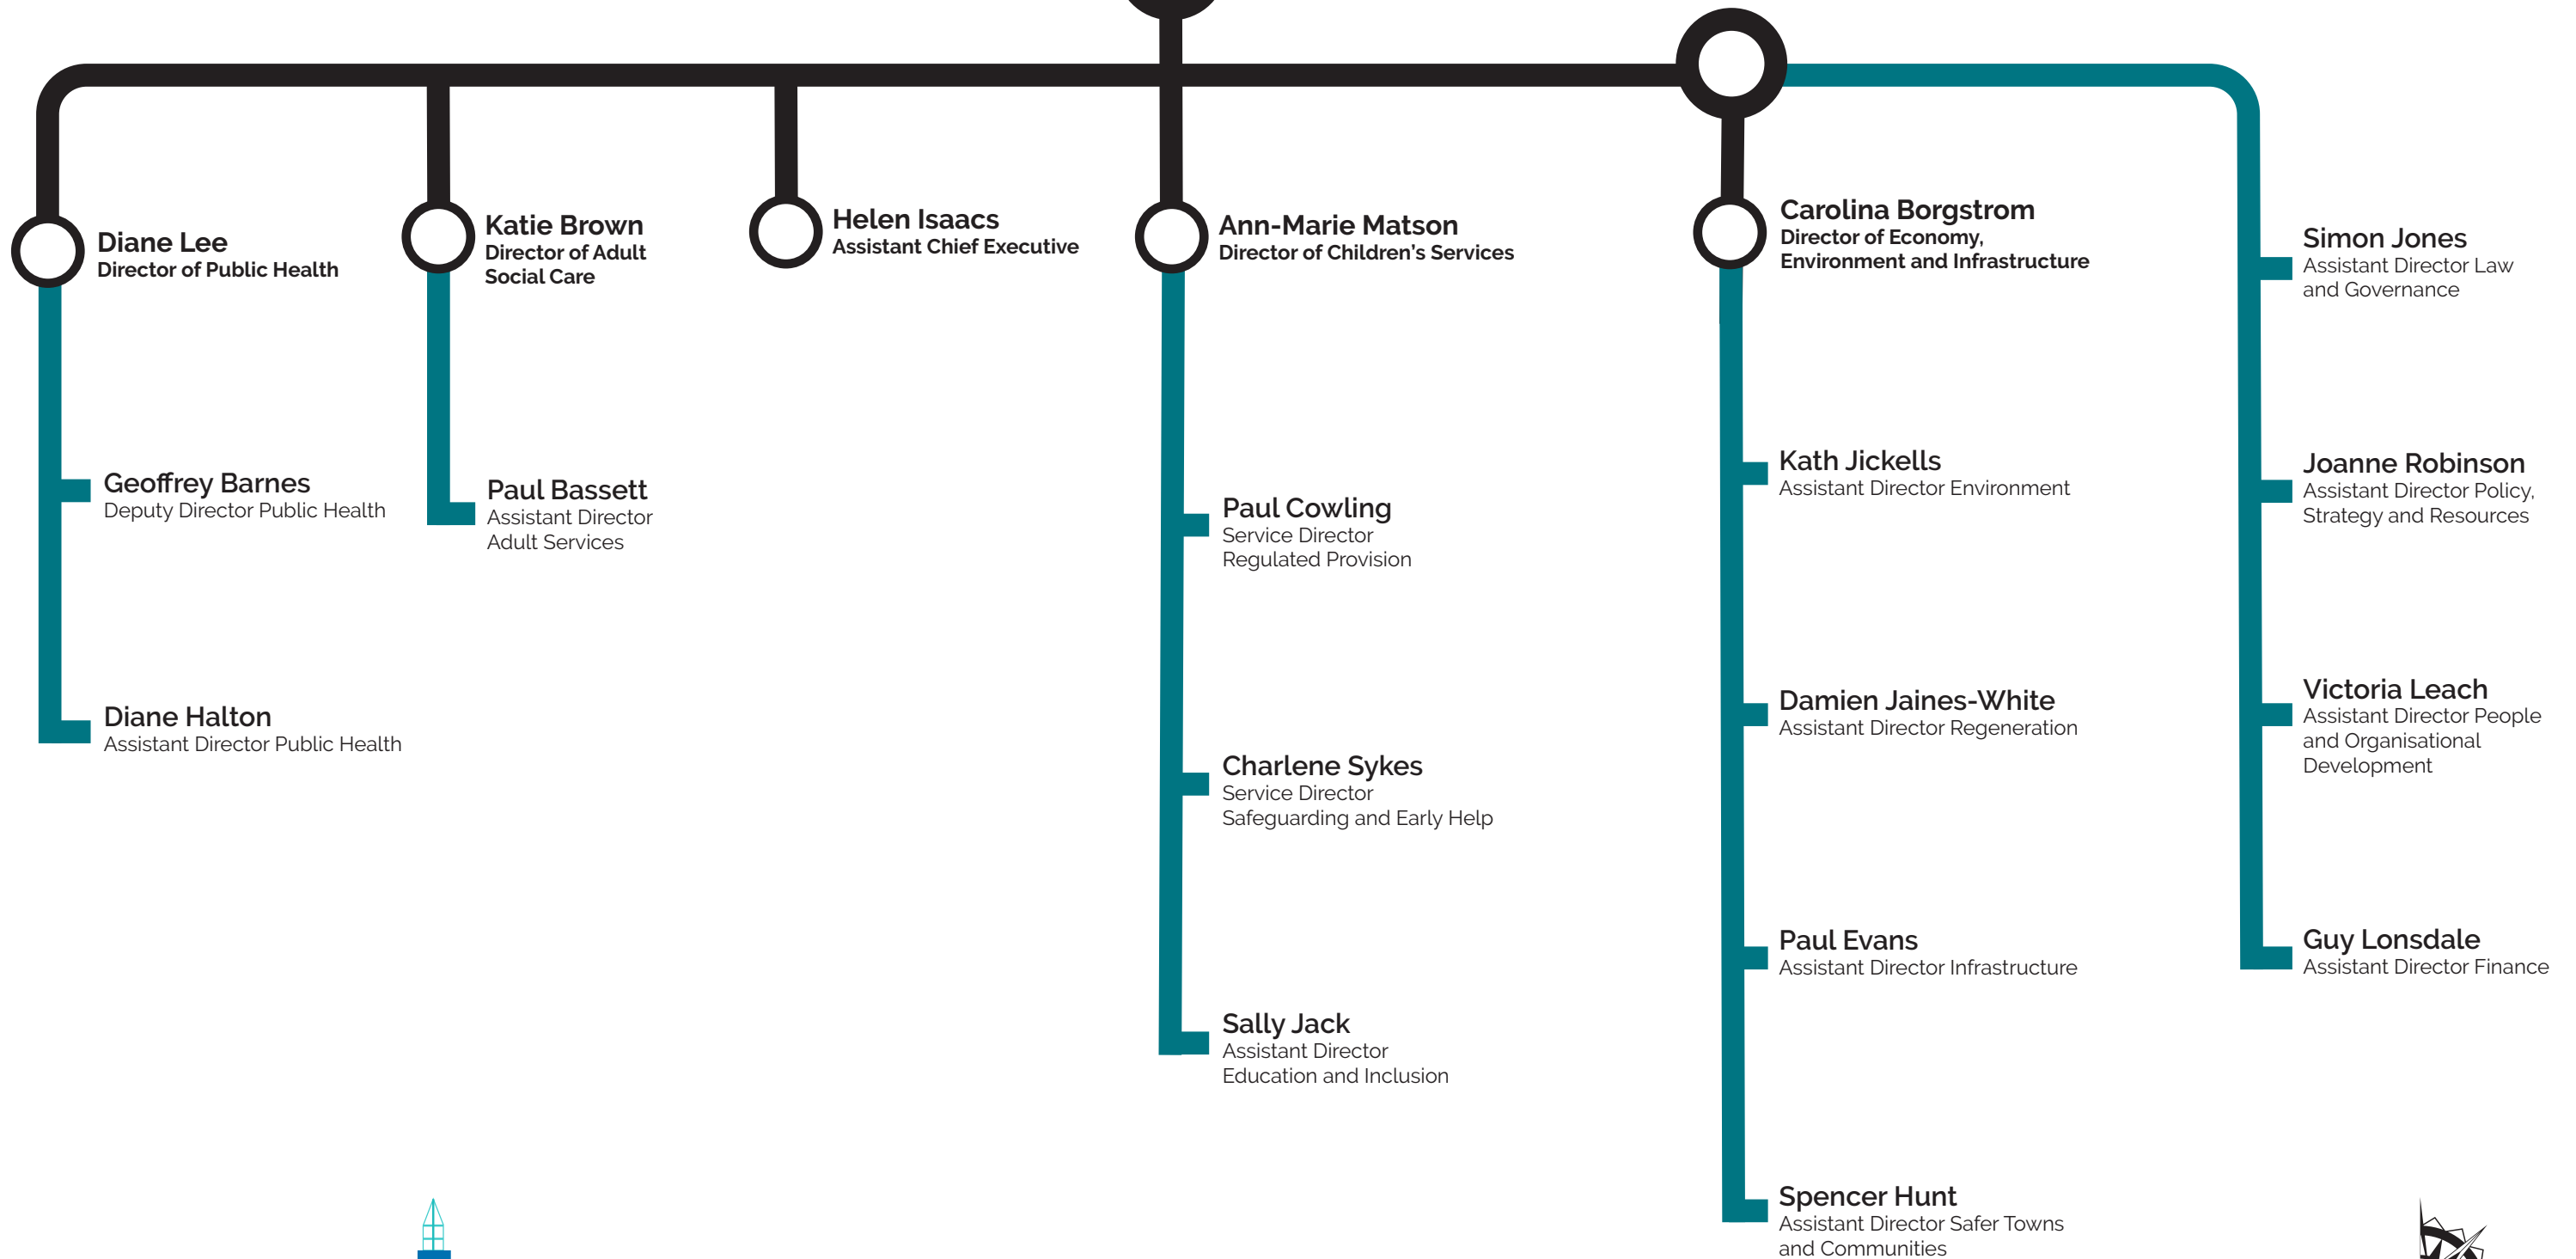 Diane Lee
Director of Public Health
Geoffrey Barnes
Deputy Director Public Health
Diane Halton
Assistant Director Public Health
Katie Brown
Director of Adult
Social Care
Paul Bassett
Assistant Director
Adult Services
Helen Isaacs
Assistant Chief Executive
Ann-Marie Matson
Director of Children’s Services
Paul Cowling
Service Director
Regulated Provision
Charlene Sykes
Service Director
Safeguarding and Early Help
Sally Jack
Assistant Director
Education and Inclusion
Carolina Borgstrom
Director of Economy,
Environment and Infrastructure
Kath Jickells
Assistant Director Environment
Damien Jaines-White
Assistant Director Regeneration
Paul Evans
Assistant Director Infrastructure
Spencer Hunt
Assistant Director Safer Towns
and Communities
Simon Jones
Assistant Director Law
and Governance
Joanne Robinson
Assistant Director Policy,
Strategy and Resources
Victoria Leach
Assistant Director People
and Organisational
Development
Guy Lonsdale
Assistant Director Finance